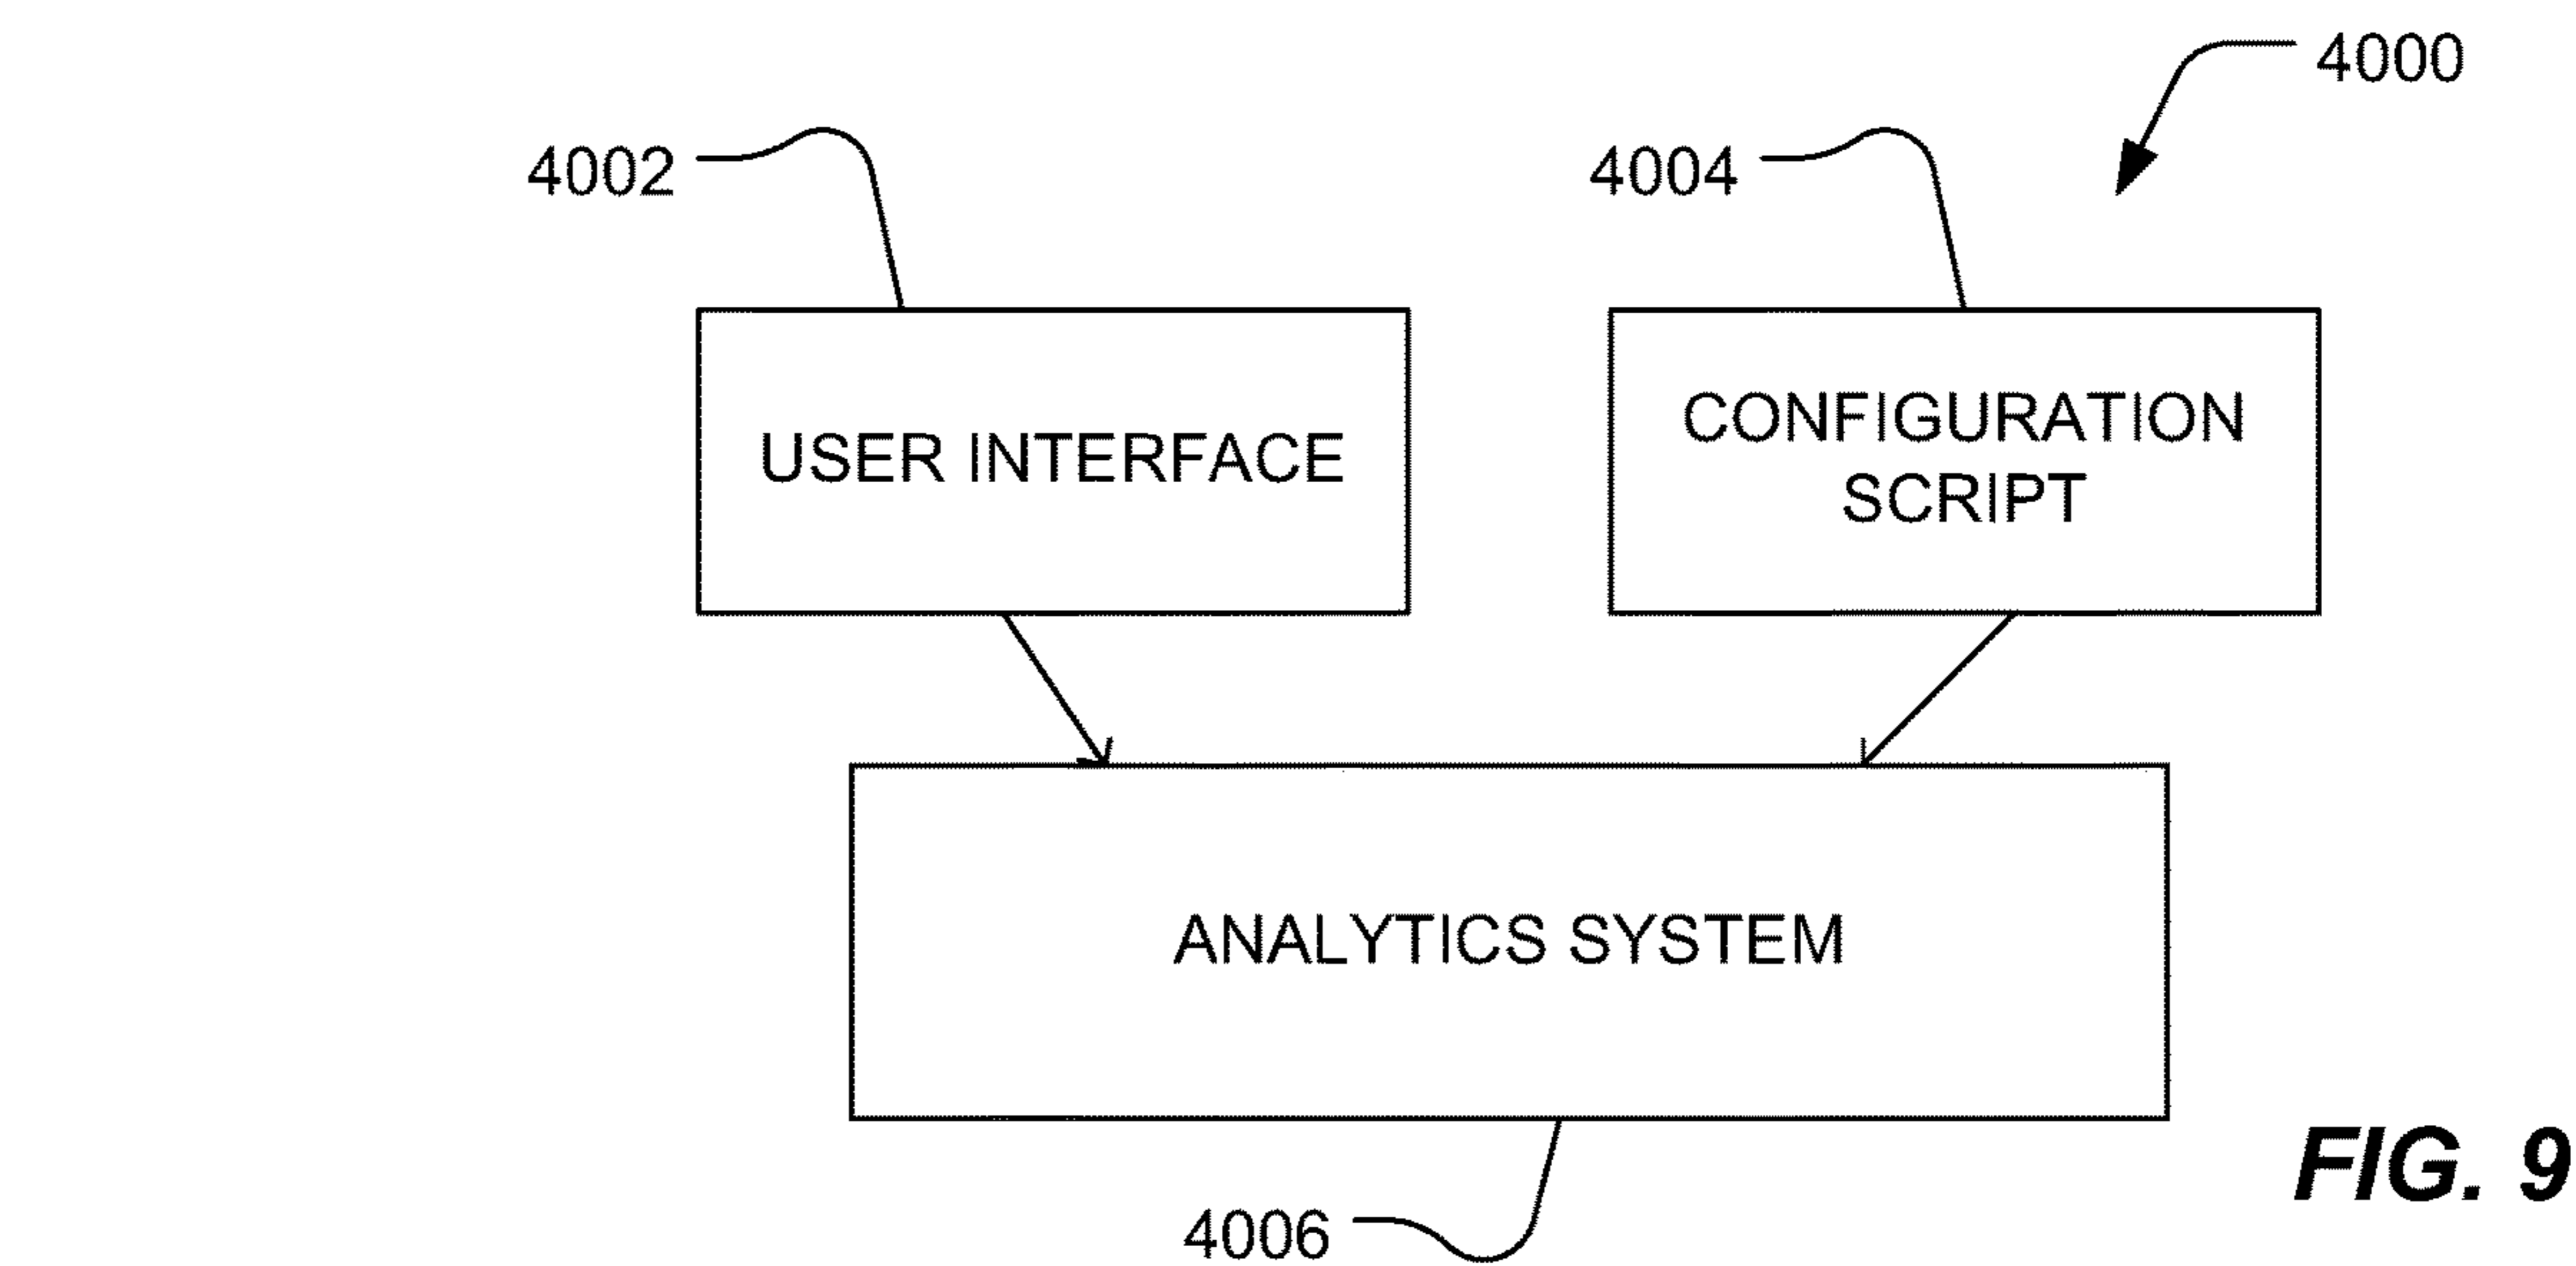 4000
4002
4004
USER INTERFACE
CONFIGURATION
SCRIPT
ANALYTICS SYSTEM
FIG. 9
4006